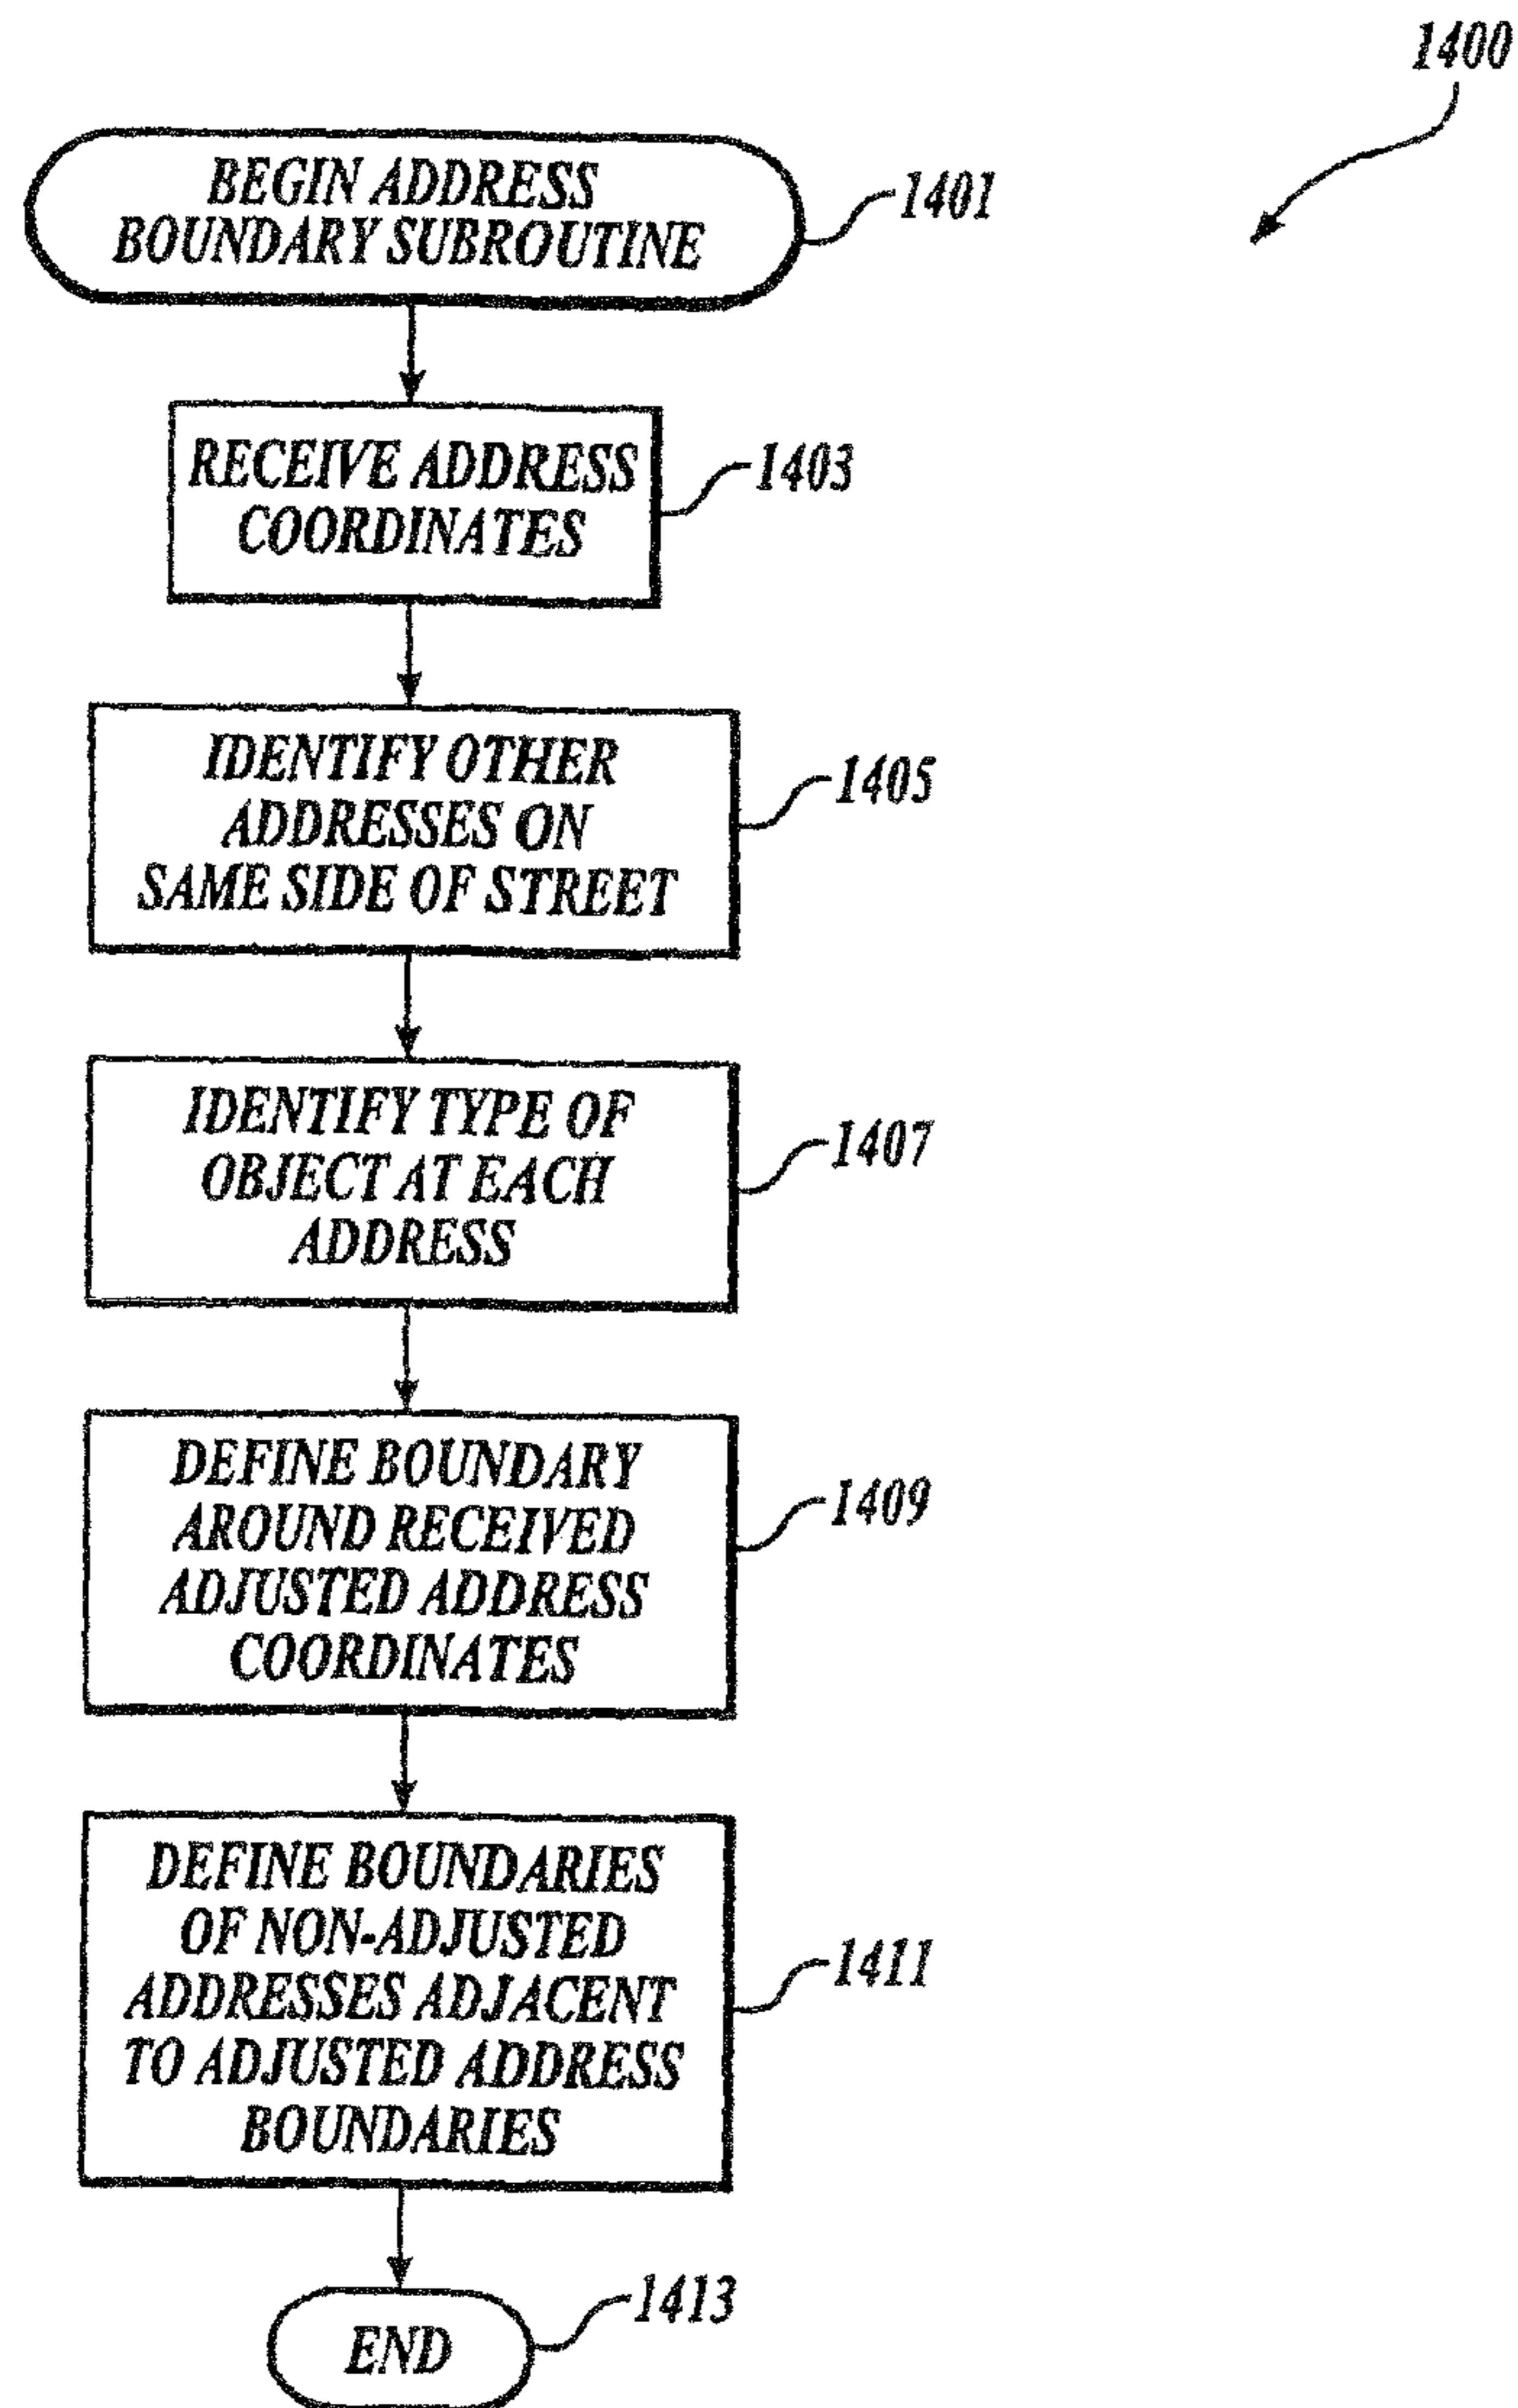 1400
BEGIN ADDRESS
BOUNDARY SUBROUTINE
1401
RECEIVE ADDRESS
COORDINATES
1403
IDENTIFY OTHER
ADDRESSES ON
SAME SIDE OF STREET
1405
IDENTIFY TYPE OF
OBJECT AT EACH
ADDRESS
1407
DEFINE BOUNDARY
AROUND RECEIVED
ADJUSTED ADDRESS
COORDINATES
1409
DEFINE BOUNDARIES
OF NON-ADJUSTED
ADDRESSES ADJACENT
TO ADJUSTED ADDRESS
BOUNDARIES
1411
END
1413